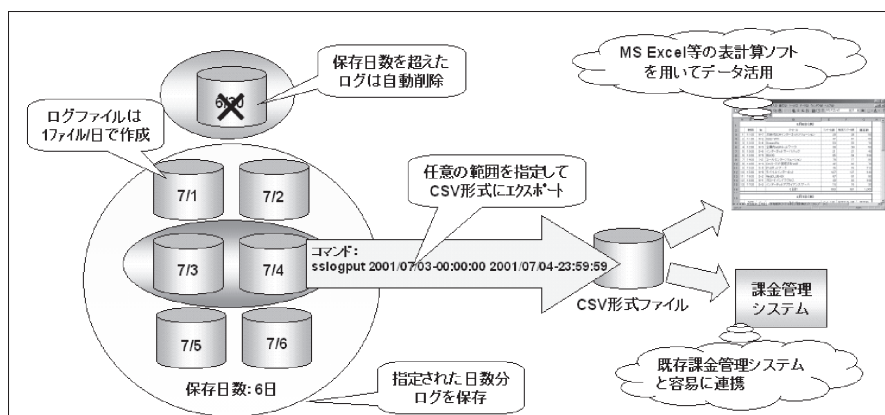 保存日数を超えた
ログは自動削除
MS Excel等の表計算ソフト
を用いてデータ活用
ログファイルは
1ファイル/日で作成
7/1
7/2
任意の範囲を指定して
CSV形式にエクスポート
7/3
7/4
コマンド：
sslogput 2001/07/03-00:00:00 2001/07/04-23:59:59
CSV形式ファイル
課金管理
システム
7/5
7/6
保存日数: 6日
指定された日数分
ログを保存
既存課金管理システム
と容易に連携